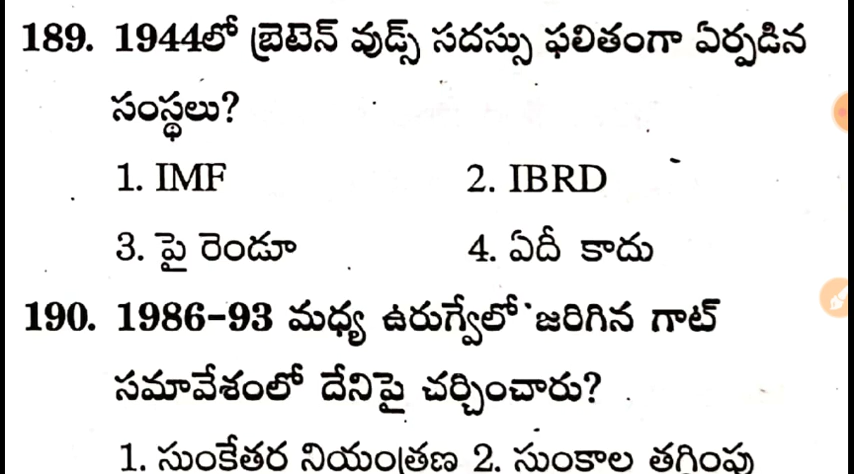 189. 1944లో బ్రెటెన్ వుడ్స్ సదస్సు ఫలితంగా ఏర్పడిన
సంస్థలు?
1. IMF 2. IBRD
3. పై రెండూ 4. ఏదీ కాదు
190. 1986-93 మధ్య ఉరుగ్వేలో జరిగిన గాట్
సమావేశంలో దేనిపై చర్చించారు?
1. సుంకేతర నియంత్రణ 2. సుంకాల తగ్గింపు